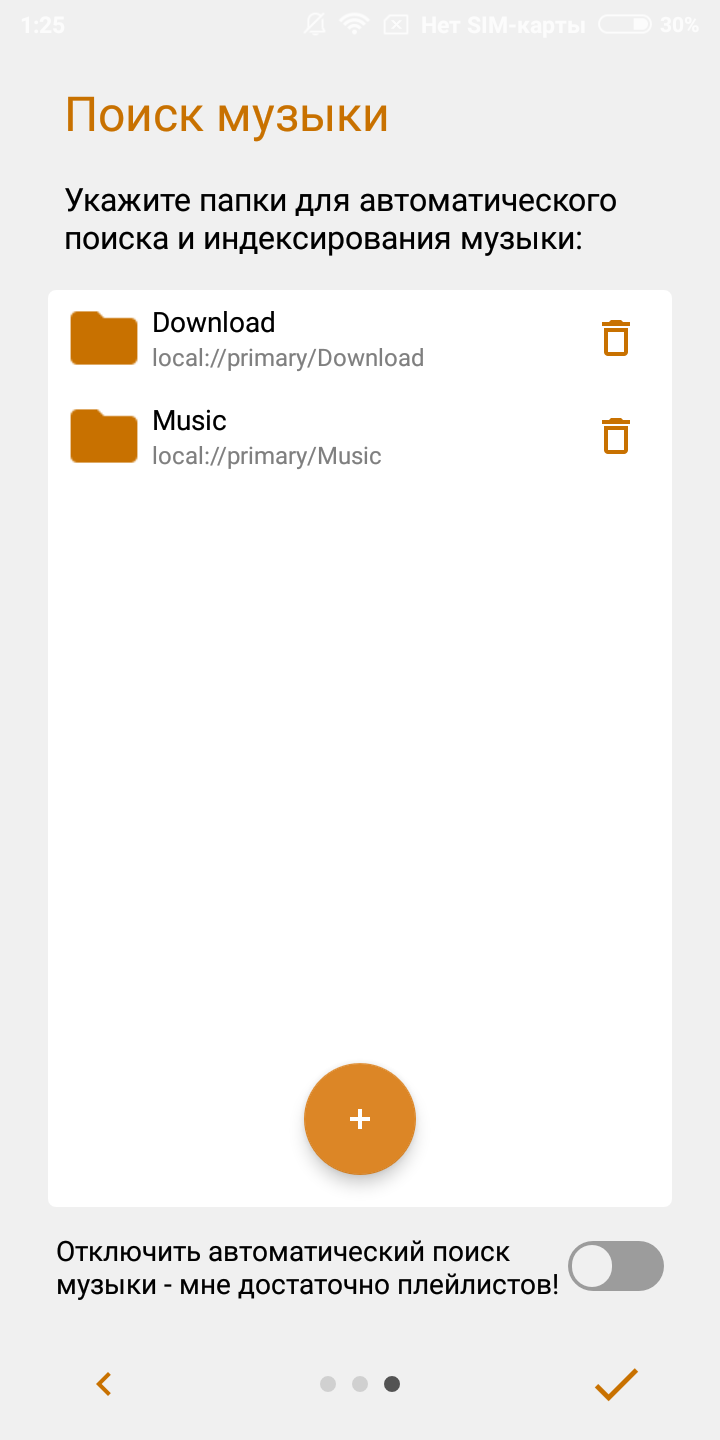 1:25 Нет SIM-карты 30%
Поиск музыки
Укажите папки для автоматического
поиска и индексирования музыки:
Download
local://primary/Download
Music
local://primary/Music
+
Отключить автоматический поиск
музыки - мне достаточно плейлистов!